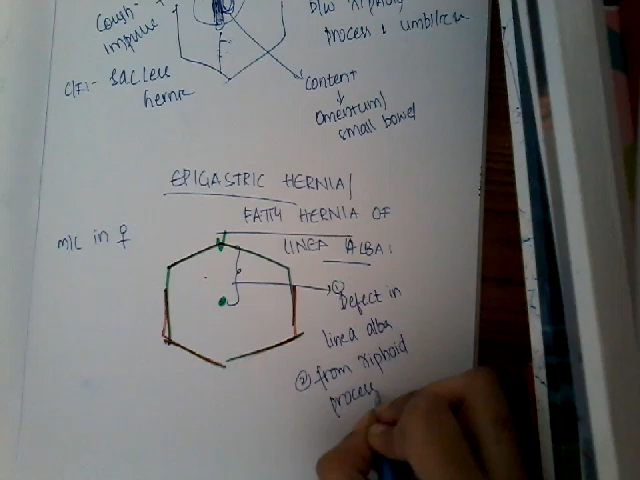 Cough +
impulse
b/w Xiphoid
process & umbilicus
C/F:- Sacless
hernia
Content
↓
Omentum/
small bowel
EPIGASTRIC HERNIA/
FATTY HERNIA OF
LINEA ALBA:
M/C in ♀
① Defect in
linea alba
② from Xiphoid
process